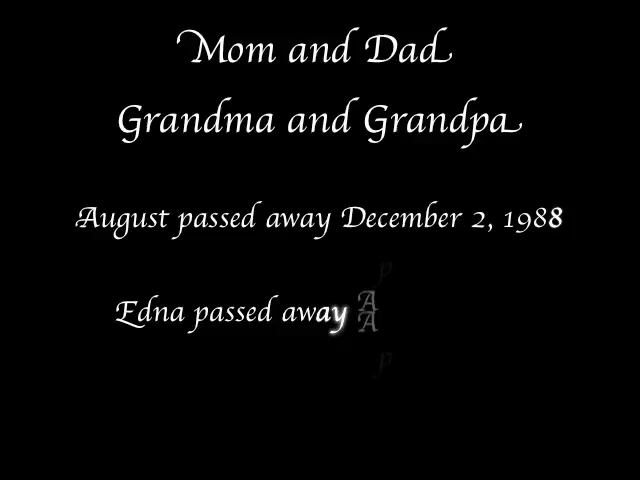 Mom and Dad
Grandma and Grandpa
August passed away December 2, 1988
Edna passed away